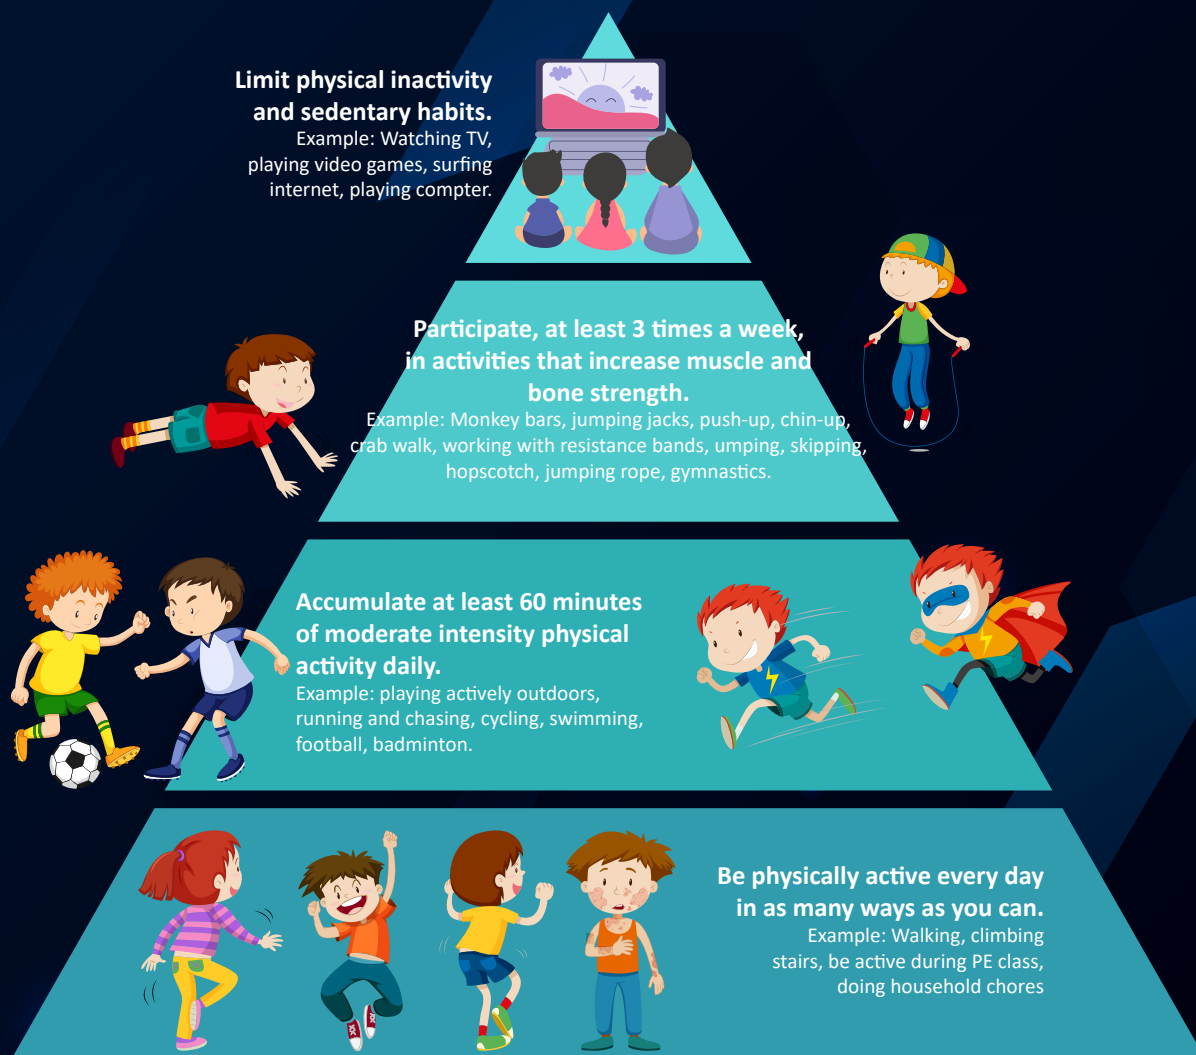 Limit physical inactivity
and sedentary habits.
Example: Watching TV,
playing video games, surfing
internet, playing compter.
Participate, at least 3 times a week,
in activities that increase muscle and
bone strength.
Example: Monkey bars, jumping jacks, push-up, chin-up,
crab walk, working with resistance bands, umping, skipping,
hopscotch, jumping rope, gymnastics.
Accumulate at least 60 minutes
of moderate intensity physical
activity daily.
Example: playing actively outdoors,
running and chasing, cycling, swimming,
football, badminton.
Be physically active every day
in as many ways as you can.
Example: Walking, climbing
stairs, be active during PE class,
doing household chores